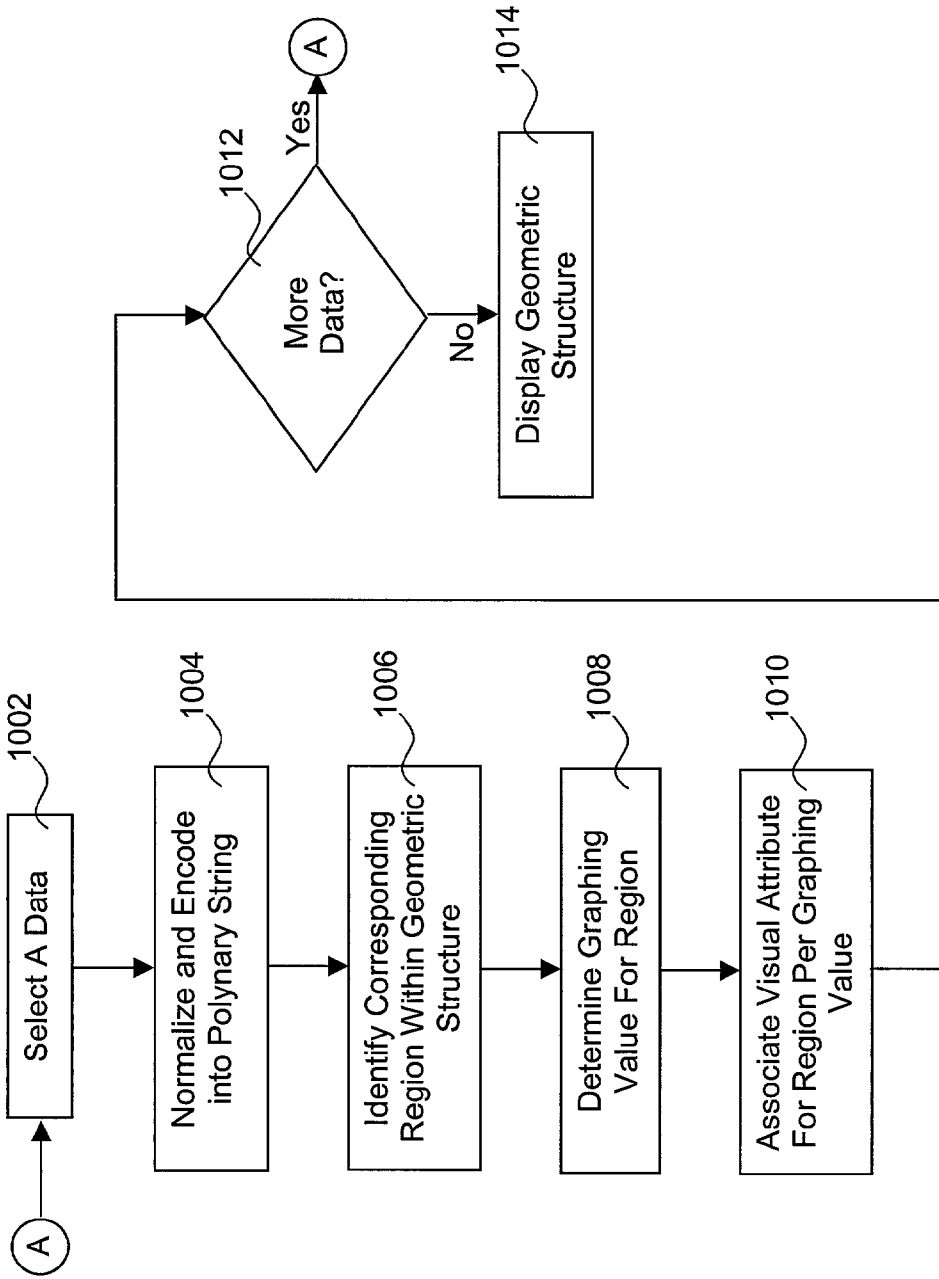 A
Select A Data
1002
Normalize and Encode
into Polynary String
1004
Identify Corresponding
Region Within Geometric
Structure
1006
Determine Graphing
Value For Region
1008
Associate Visual Attribute
For Region Per Graphing
Value
1010
More
Data?
1012
Yes
A
No
Display Geometric
Structure
1014